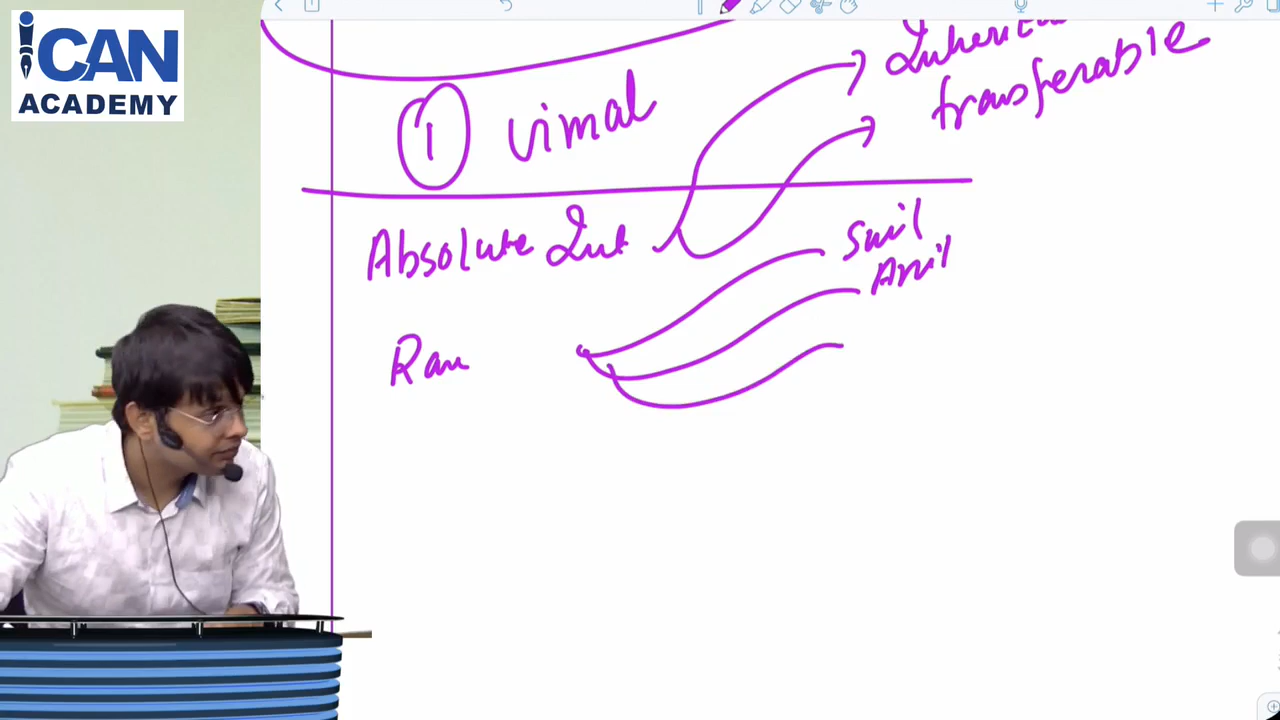 iCAN
ACADEMY
transferable
1 Vimal
Absolute Int
Sunil
Anil
Ram